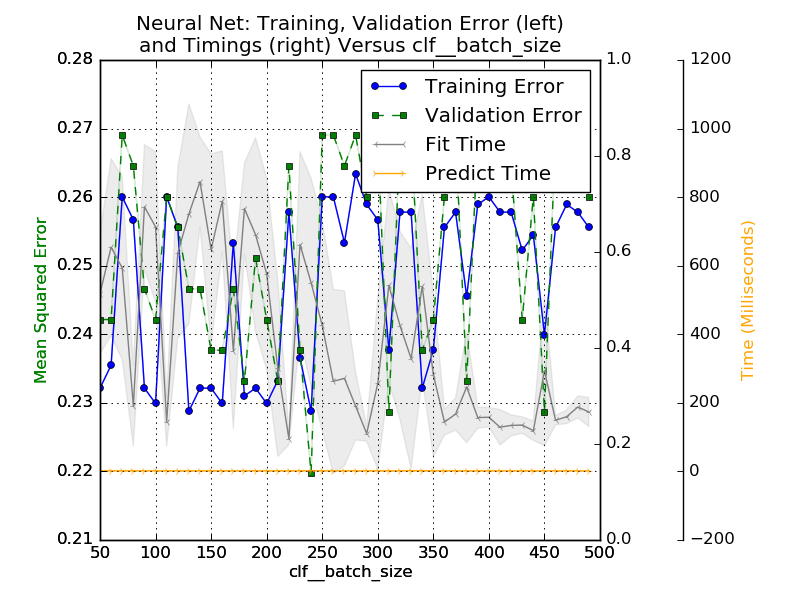 Neural Net: Training, Validation Error (left)
and Timings (right) Versus clf__batch_size
Training Error
Validation Error
Fit Time
Predict Time
Mean Squared Error
0.28
0.27
0.26
0.25
0.24
0.23
0.22
0.21
1.0
0.8
0.6
0.4
0.2
0.0
1200
1000
800
600
400
200
0
−200
Time (Milliseconds)
50 100 150 200 250 300 350 400 450 500
clf__batch_size